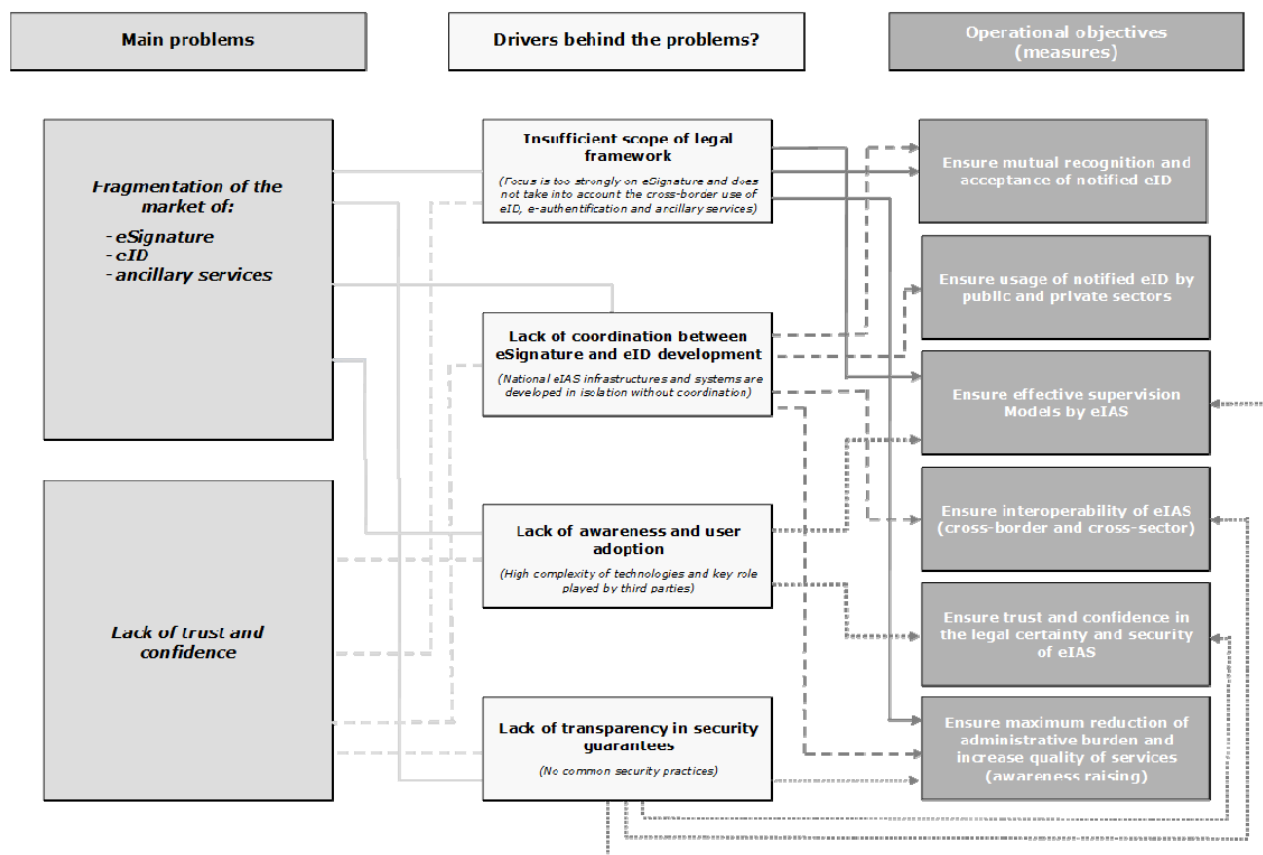 Main problems
Drivers behind the problems?
Operational objectives
(measures)
Fragmentation of the
market of:
- eSignature
- eID
- ancillary services
Lack of trust and
confidence
Insufficient scope of legal
framework
(Focus is too strongly on eSignature and does
not take into account the cross-border use of
eID, e-authentification and ancillary services)
Lack of coordination between
eSignature and eID development
(National eIAS infrastructures and systems are
developed in isolation without coordination)
Lack of awareness and user
adoption
(High complexity of technologies and key role
played by third parties)
Lack of transparency in security
guarantees
(No common security practices)
Ensure mutual recognition and
acceptance of notified eID
Ensure usage of notified eID by
public and private sectors
Ensure effective supervision
Models by eIAS
Ensure interoperability of eIAS
(cross-border and cross-sector)
Ensure trust and confidence in
the legal certainty and security
of eIAS
Ensure maximum reduction of
administrative burden and
increase quality of services
(awareness raising)